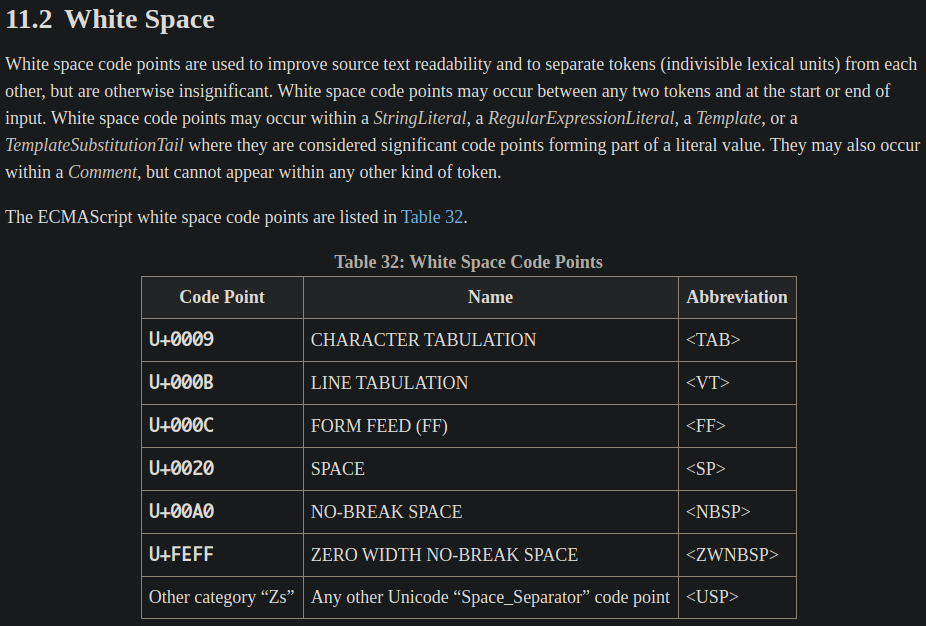 11.2 White Space
White space code points are used to improve source text readability and to separate tokens (indivisible lexical units) from each
other, but are otherwise insignificant. White space code points may occur between any two tokens and at the start or end of
input. White space code points may occur within a StringLiteral, a RegularExpressionLiteral, a Template, or a
TemplateSubstitutionTail where they are considered significant code points forming part of a literal value. They may also occur
within a Comment, but cannot appear within any other kind of token.
The ECMAScript white space code points are listed in Table 32.
Table 32: White Space Code Points
Code Point Name Abbreviation
U+0009 CHARACTER TABULATION <TAB>
U+000B LINE TABULATION <VT>
U+000C FORM FEED (FF) <FF>
U+0020 SPACE <SP>
U+00A0 NO-BREAK SPACE <NBSP>
U+FEFF ZERO WIDTH NO-BREAK SPACE <ZWNBSP>
Other category “Zs” Any other Unicode “Space_Separator” code point <USP>